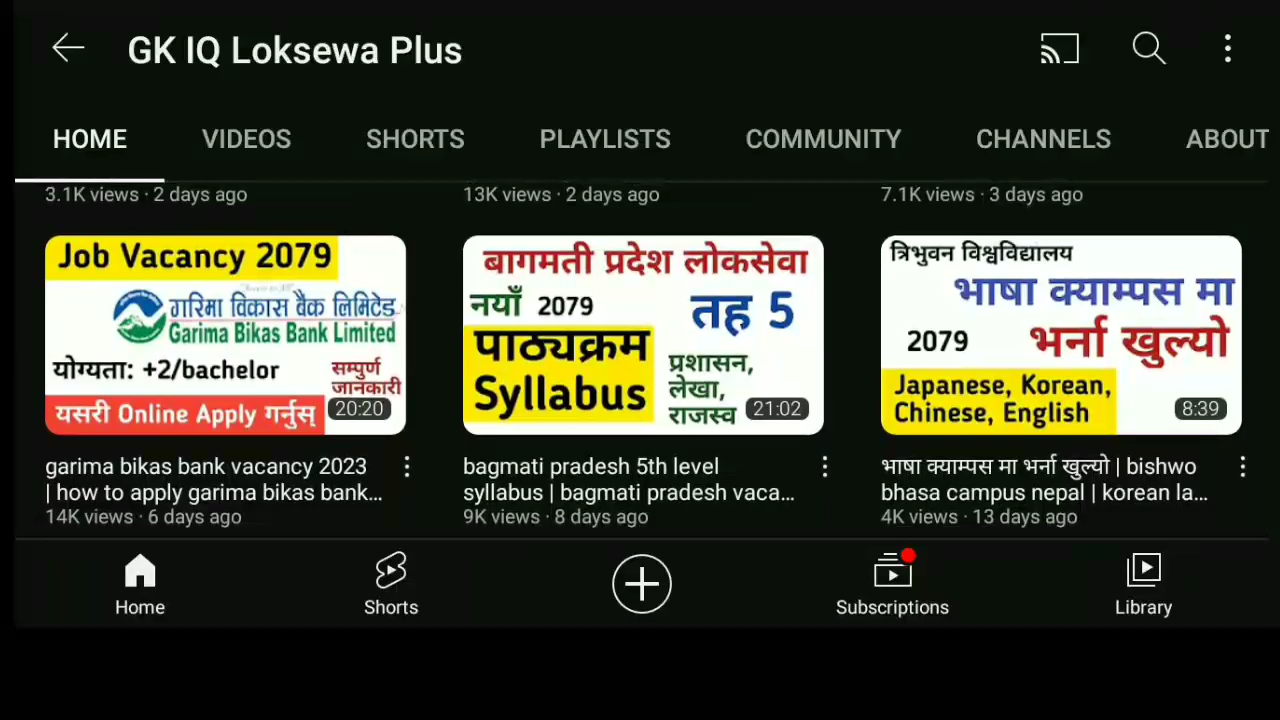 GK IQ Loksewa Plus
HOME VIDEOS SHORTS PLAYLISTS COMMUNITY CHANNELS ABOUT
3.1K views · 2 days ago
13K views · 2 days ago
7.1K views · 3 days ago
Job Vacancy 2079
गरिमा विकास बैंक लिमिटेड
Garima Bikas Bank Limited
योग्यता: +2/bachelor
सम्पुर्ण
जानकारी
यसरी Online Apply गर्नुस्
20:20
बागमती प्रदेश लोकसेवा
नयाँ 2079
तह 5
पाठ्यक्रम
Syllabus
प्रशासन,
लेखा,
राजस्व
21:02
त्रिभुवन विश्वविद्यालय
भाषा क्याम्पस मा
2079 भर्ना खुल्यो
Japanese, Korean,
Chinese, English
8:39
garima bikas bank vacancy 2023
| how to apply garima bikas bank...
14K views · 6 days ago
bagmati pradesh 5th level
syllabus | bagmati pradesh vaca...
9K views · 8 days ago
भाषा क्याम्पस मा भर्ना खुल्यो | bishwo
bhasa campus nepal | korean la...
4K views · 13 days ago
Home Shorts Subscriptions Library